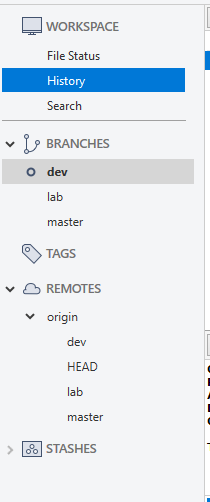 WORKSPACE
File Status
History
Search
BRANCHES
dev
lab
master
TAGS
REMOTES
origin
dev
HEAD
lab
master
STASHES